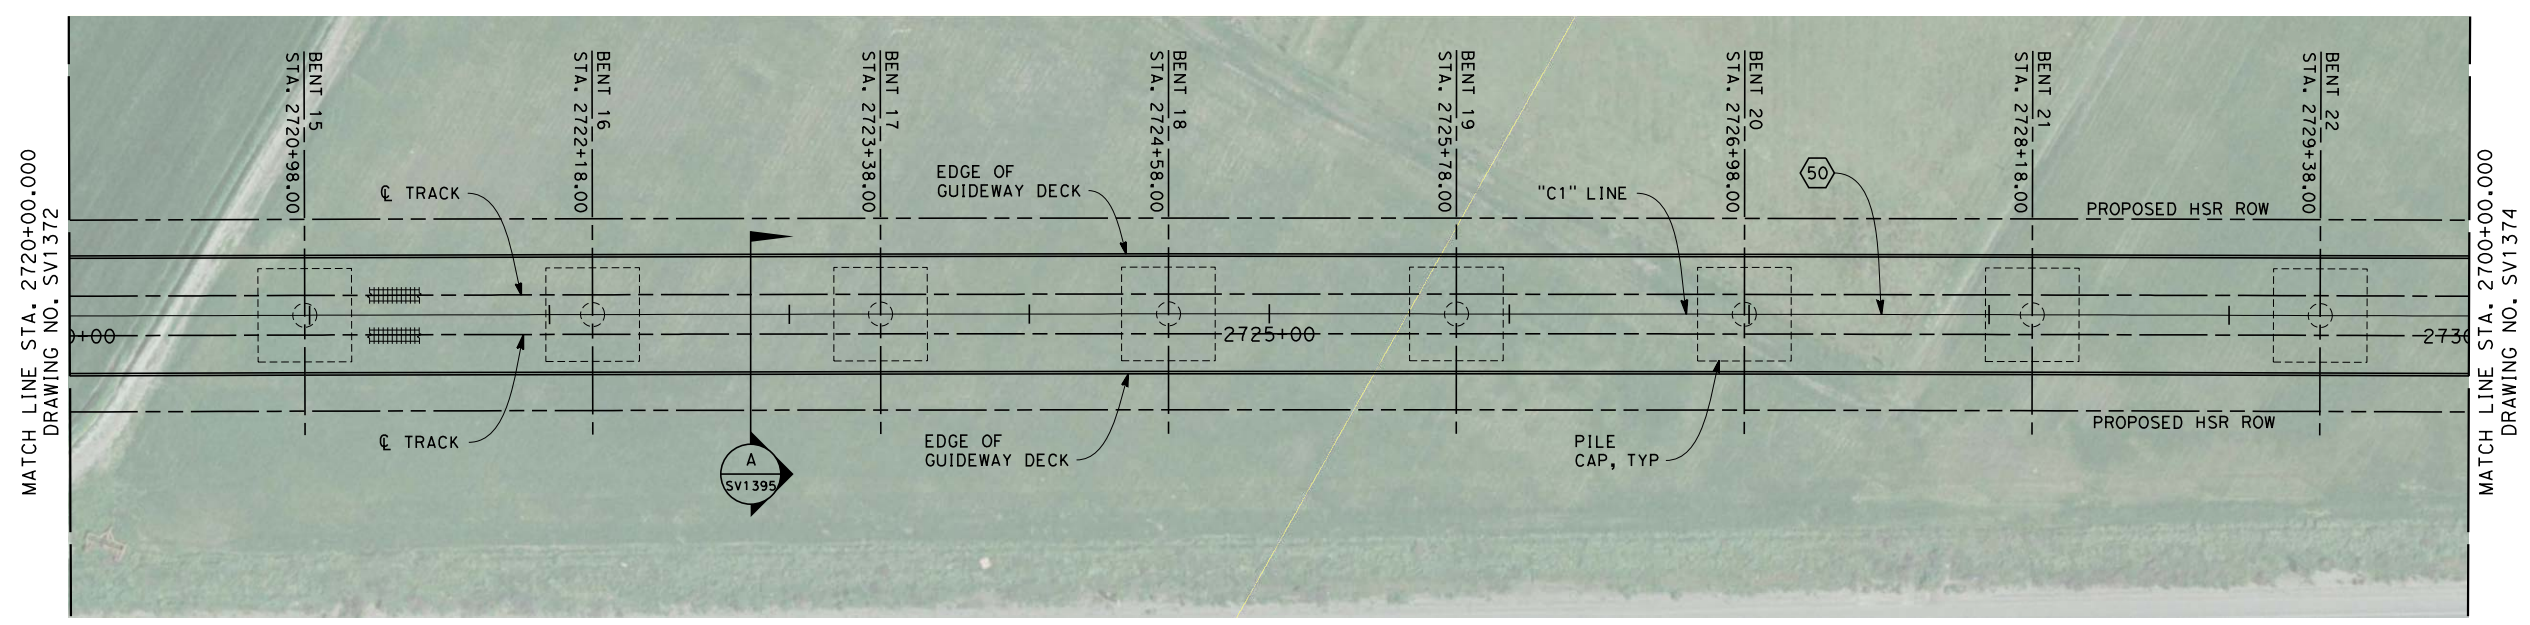 MATCH LINE STA. 2720+00.000
DRAWING NO. SV1372
BENT 15
STA. 2720+98.00
BENT 16
STA. 2722+18.00
BENT 17
STA. 2723+38.00
BENT 18
STA. 2724+58.00
BENT 19
STA. 2725+78.00
BENT 20
STA. 2726+98.00
BENT 21
STA. 2728+18.00
BENT 22
STA. 2729+38.00
℄ TRACK
EDGE OF
GUIDEWAY DECK
"C1" LINE
50
PROPOSED HSR ROW
0+00
2725+00
273
℄ TRACK
A
SV1395
EDGE OF
GUIDEWAY DECK
PILE
CAP, TYP
PROPOSED HSR ROW
MATCH LINE STA. 2700+00.000
DRAWING NO. SV1374